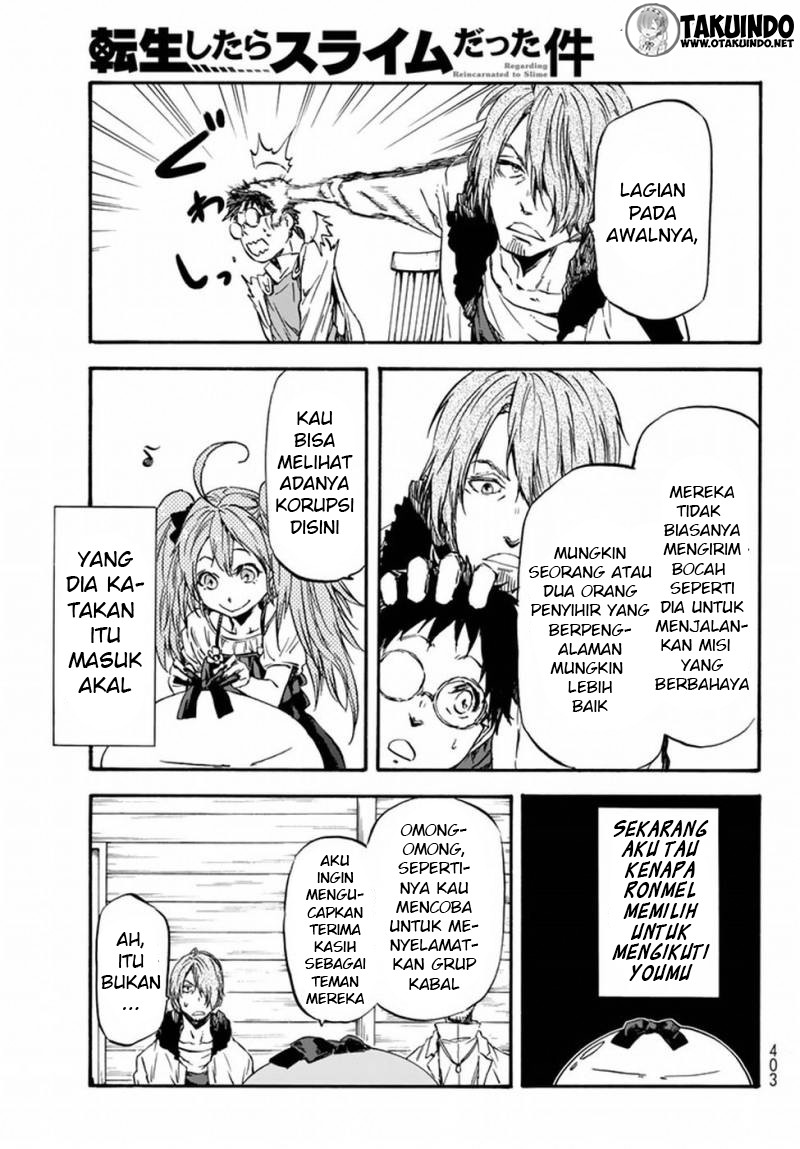 転生したらスライムだった件
Regarding
Reincarnated to Slime
TAKUINDO
WWW.OTAKUINDO.NET
LAGIAN
PADA
AWALNYA,
ぐ
わ
しっ
MEREKA
TIDAK
BIASANYA
MENGIRIM
BOCAH
SEPERTI
DIA UNTUK
MENJALAN-
KAN MISI
YANG
BERBAHAYA
MUNGKIN
SEORANG ATAU
DUA ORANG
PENYIHIR YANG
BERPENG-
ALAMAN
MUNGKIN
LEBIH
BAIK
KAU
BISA
MELIHAT
ADANYA
KORUPSI
DISINI
YANG
DIA KA-
TAKAN
ITU
MASUK
AKAL
SEKARANG
AKU TAU
KENAPA
RONMEL
MEMILIH
UNTUK
MENGIKUTI
YOUMU
OMONG-
OMONG,
SEPERTI-
NYA KAU
MENCOBA
UNTUK ME-
NYELAMAT-
KAN GRUP
KABAL
AKU
INGIN
MENGU-
CAPKAN
TERIMA
KASIH
SEBAGAI
TEMAN
MEREKA
AH,
ITU
BUKAN
...
403